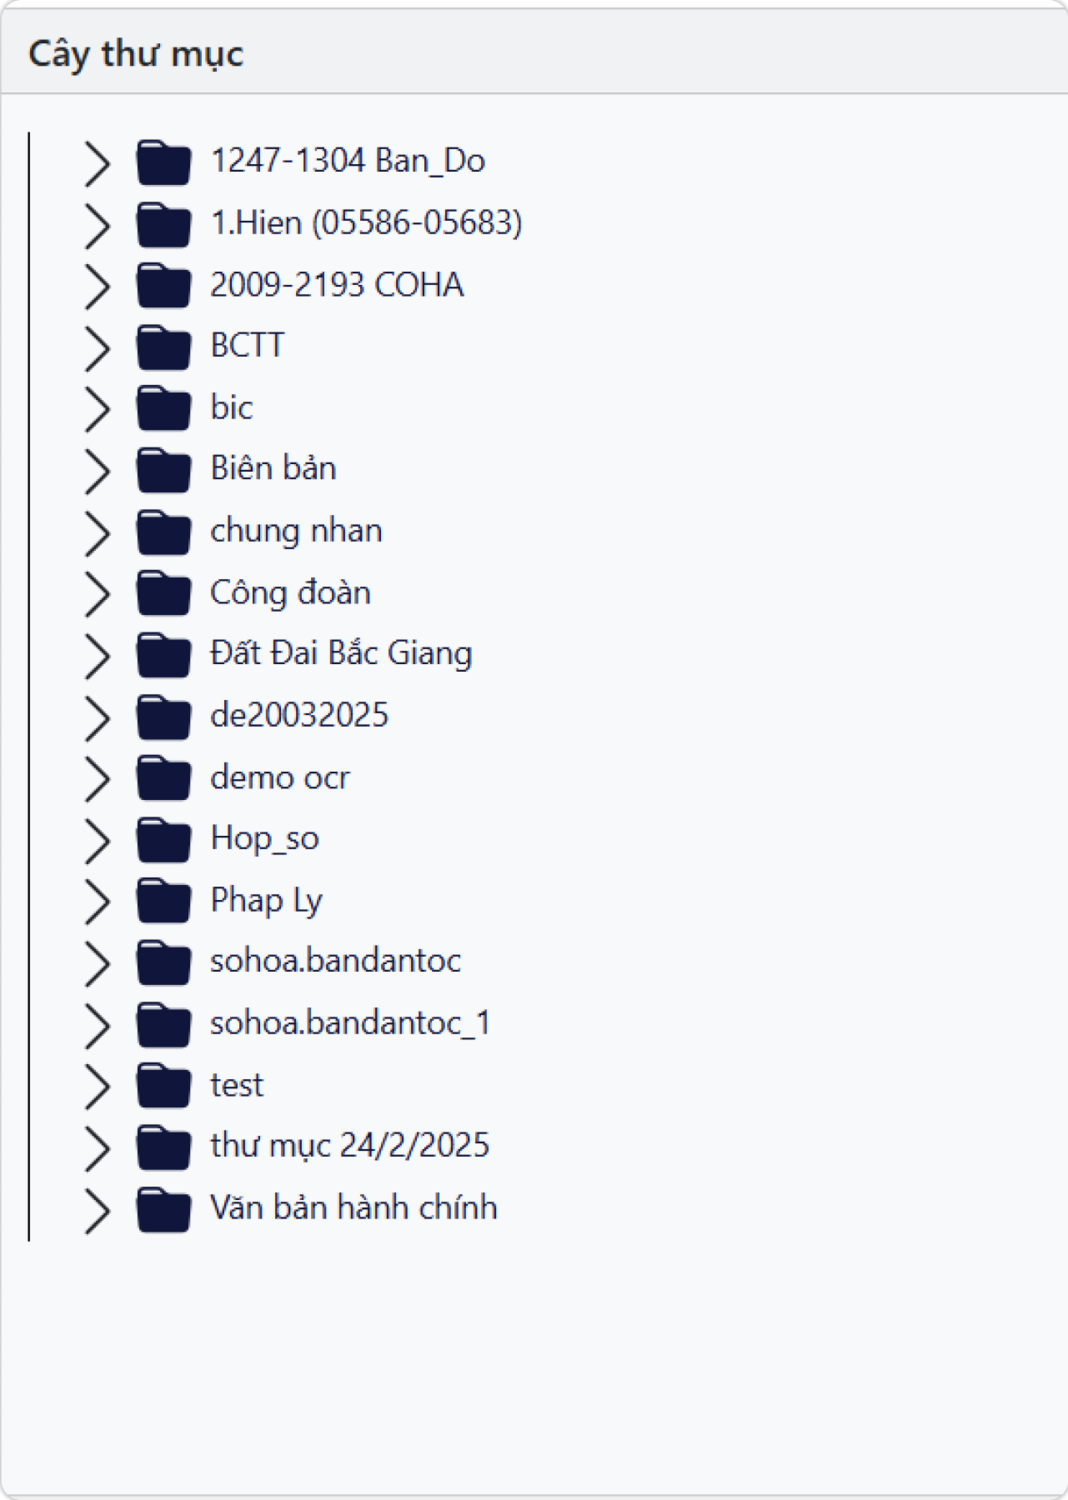 Cây thư mục
1247-1304 Ban_Do
1.Hien (05586-05683)
2009-2193 COHA
BCTT
bic
Biên bản
chung nhan
Công đoàn
Đất Đai Bắc Giang
de20032025
demo ocr
Hop_so
Phap Ly
sohoa.bandantoc
sohoa.bandantoc_1
test
thư mục 24/2/2025
Văn bản hành chính